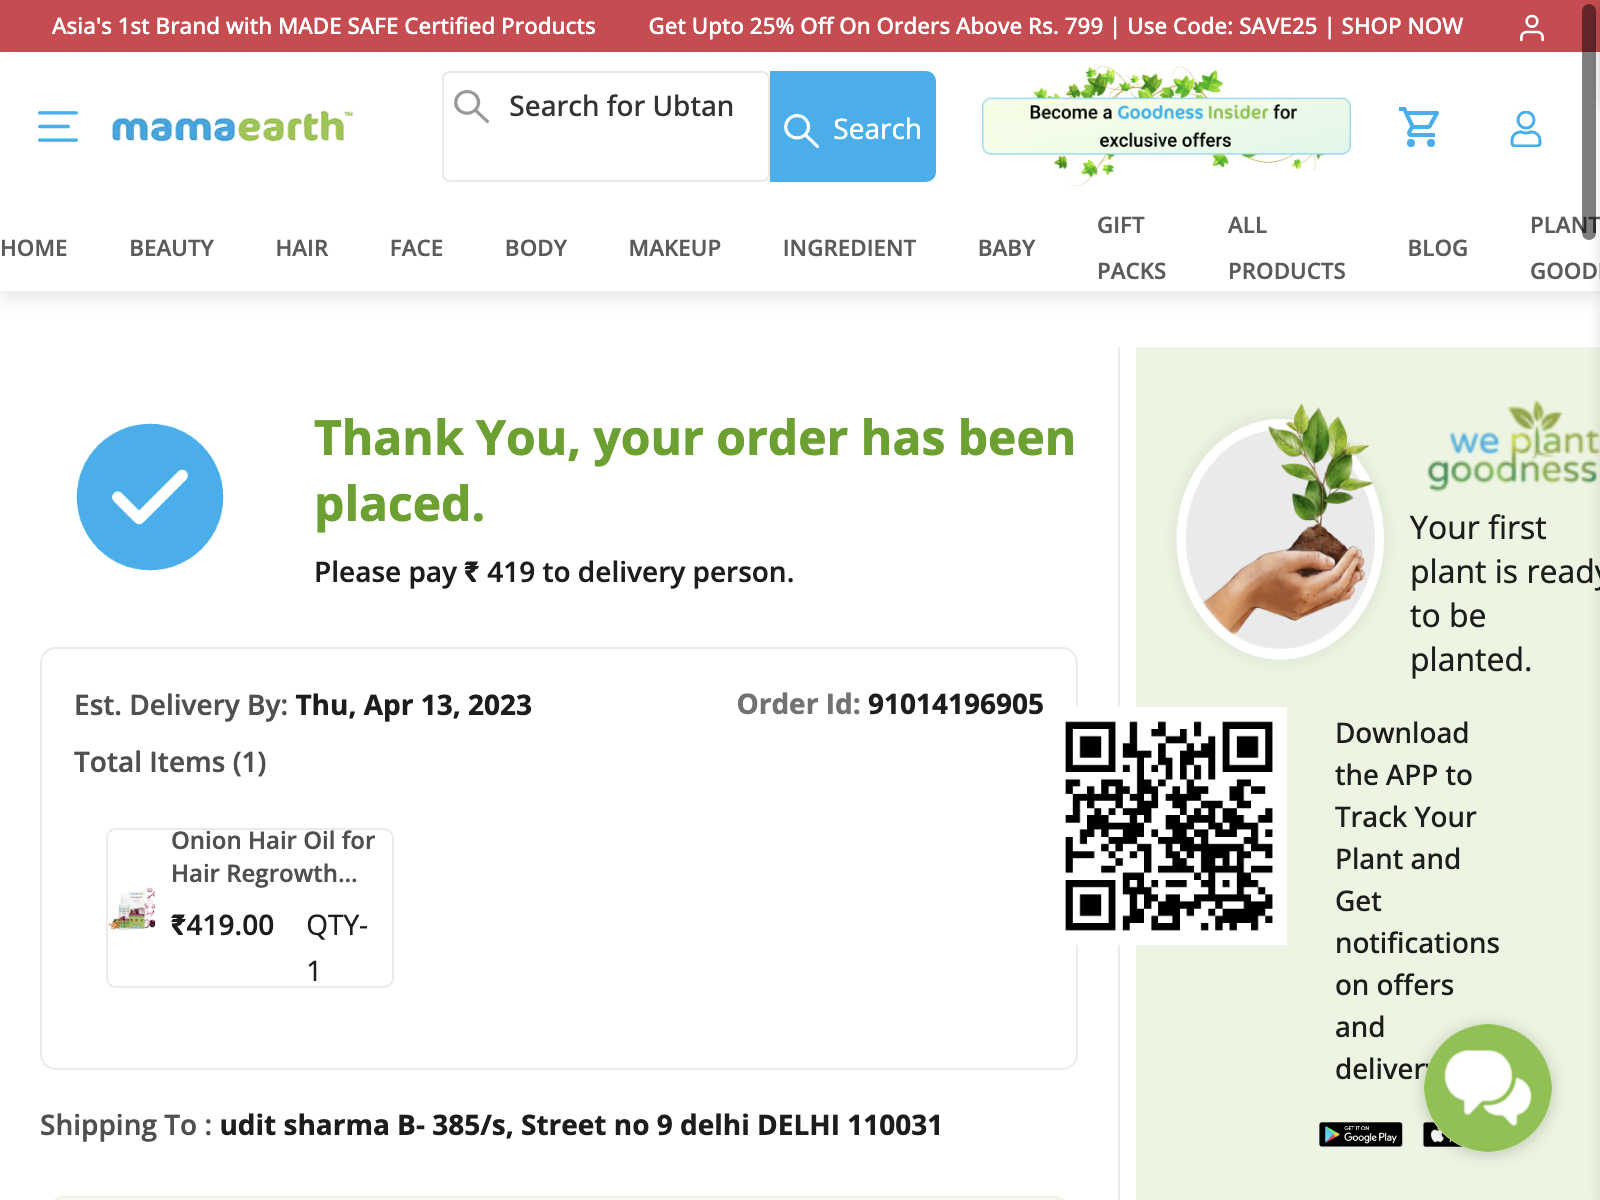 Asia's 1st Brand with MADE SAFE Certified Products
Get Upto 25% Off On Orders Above Rs. 799 | Use Code: SAVE25 | SHOP NOW
mamaearth™
Search for Ubtan
Search
Become a Goodness Insider for
exclusive offers
HOME
BEAUTY
HAIR
FACE
BODY
MAKEUP
INGREDIENT
BABY
GIFT
PACKS
ALL
PRODUCTS
BLOG
PLANT
GOOD
Thank You, your order has been
placed.
Please pay ₹ 419 to delivery person.
Est. Delivery By: Thu, Apr 13, 2023
Order Id: 91014196905
Total Items (1)
Onion Hair Oil for
Hair Regrowth...
₹419.00
QTY-
1
Shipping To : udit sharma B- 385/s, Street no 9 delhi DELHI 110031
we plant
goodness
Your first
plant is ready
to be
planted.
Download
the APP to
Track Your
Plant and
Get
notifications
on offers
and
delivery
GET IT ON
Google Play